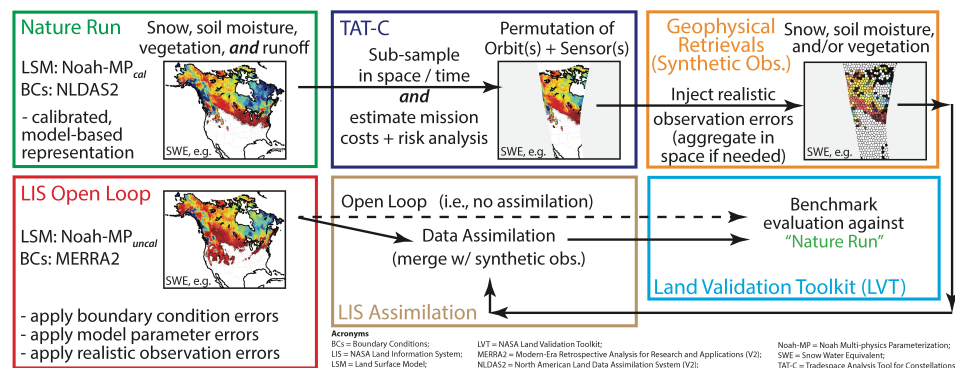 Nature Run
Snow, soil moisture,
vegetation, and runoff
LSM: Noah-MPcal
BCs: NLDAS2
- calibrated,
model-based
representation
SWE, e.g.
TAT-C
Sub-sample
in space / time
and
estimate mission
costs + risk analysis
Permutation of
Orbit(s) + Sensor(s)
SWE, e.g.
Geophysical
Retrievals
(Synthetic Obs.)
Snow, soil moisture,
and/or vegetation
Inject realistic
observation errors
(aggregate in
space if needed)
SWE, e.g.
LIS Open Loop
LSM: Noah-MPuncal
BCs: MERRA2
SWE, e.g.
- apply boundary condition errors
- apply model parameter errors
- apply realistic observation errors
Open Loop (i.e., no assimilation)
Data Assimilation
(merge w/ synthetic obs.)
LIS Assimilation
Benchmark
evaluation against
"Nature Run"
Land Validation Toolkit (LVT)
Acronyms
BCs = Boundary Conditions;
LIS = NASA Land Information System;
LSM = Land Surface Model;
LVT = NASA Land Validation Toolkit;
MERRA2 = Modern-Era Retrospective Analysis for Research and Applications (V2);
NLDAS2 = North American Land Data Assimilation System (V2);
Noah-MP = Noah Multi-physics Parameterization;
SWE = Snow Water Equivalent;
TAT-C = Tradespace Analysis Tool for Constellations